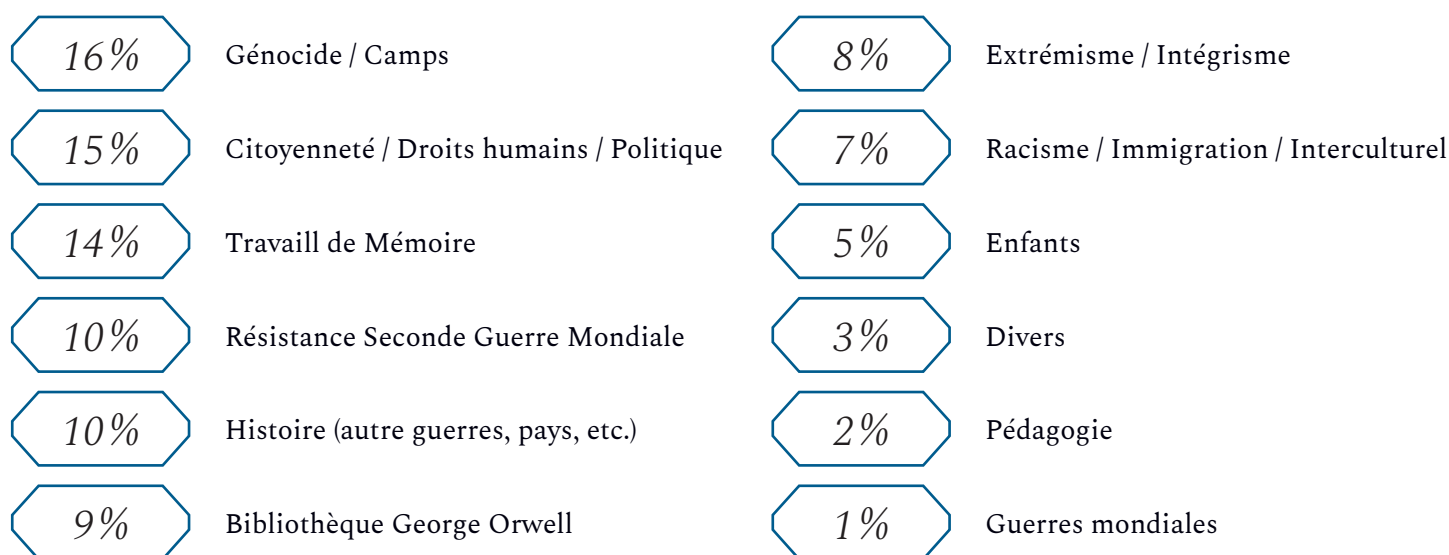 16% Génocide / Camps
15% Citoyenneté / Droits humains / Politique
14% Travaill de Mémoire
10% Résistance Seconde Guerre Mondiale
10% Histoire (autre guerres, pays, etc.)
9% Bibliothèque George Orwell
8% Extrémisme / Intégrisme
7% Racisme / Immigration / Interculturel
5% Enfants
3% Divers
2% Pédagogie
1% Guerres mondiales